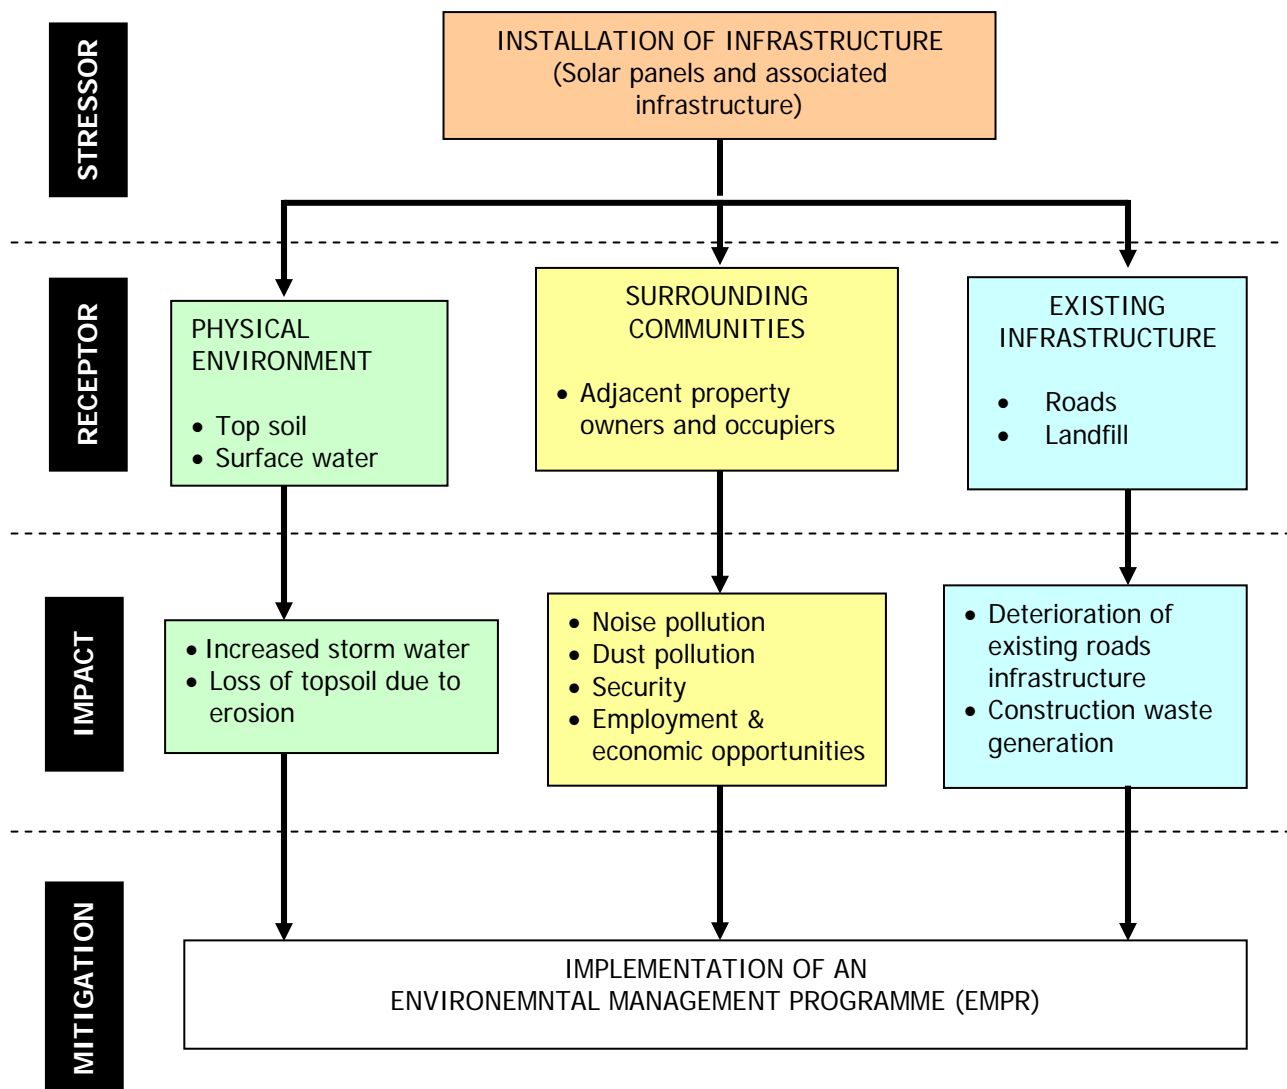 STRESSOR
INSTALLATION OF INFRASTRUCTURE
(Solar panels and associated
infrastructure)
RECEPTOR
PHYSICAL
ENVIRONMENT
• Top soil
• Surface water
SURROUNDING
COMMUNITIES
• Adjacent property
owners and occupiers
EXISTING
INFRASTRUCTURE
• Roads
• Landfill
IMPACT
• Increased storm water
• Loss of topsoil due to
erosion
• Noise pollution
• Dust pollution
• Security
• Employment &
economic opportunities
• Deterioration of
existing roads
infrastructure
• Construction waste
generation
MITIGATION
IMPLEMENTATION OF AN
ENVIRONEMNTAL MANAGEMENT PROGRAMME (EMPR)